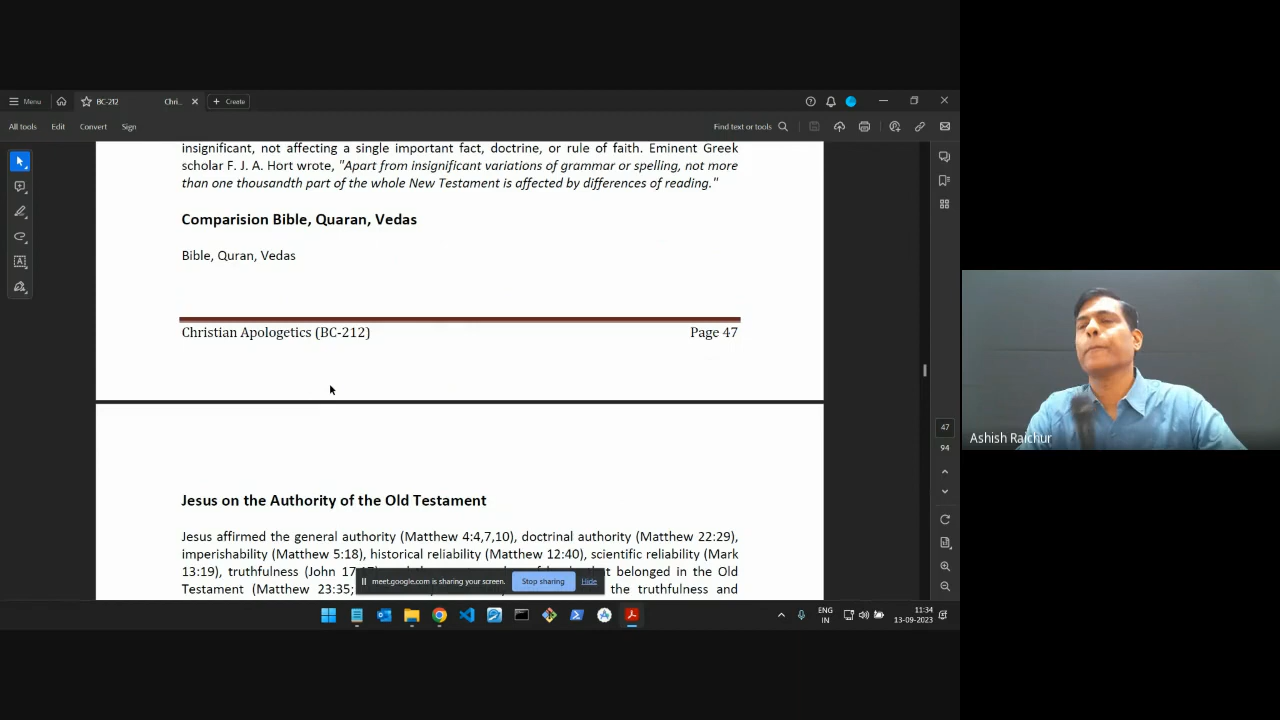 Menu
BC-212 Chri...
Create
All tools Edit Convert Sign
Find text or tools
insignificant, not affecting a single important fact, doctrine, or rule of faith. Eminent Greek
scholar F. J. A. Hort wrote, "Apart from insignificant variations of grammar or spelling, not more
than one thousandth part of the whole New Testament is affected by differences of reading."
Comparision Bible, Quaran, Vedas
Bible, Quran, Vedas
Christian Apologetics (BC-212) Page 47
Jesus on the Authority of the Old Testament
Jesus affirmed the general authority (Matthew 4:4,7,10), doctrinal authority (Matthew 22:29),
imperishability (Matthew 5:18), historical reliability (Matthew 12:40), scientific reliability (Mark
13:19), truthfulness (John 17 that belonged in the Old
Testament (Matthew 23:35; the truthfulness and
meet.google.com is sharing your screen. Stop sharing Hide
47
94
ENG
IN
11:34
13-09-2023
Ashish Raichur